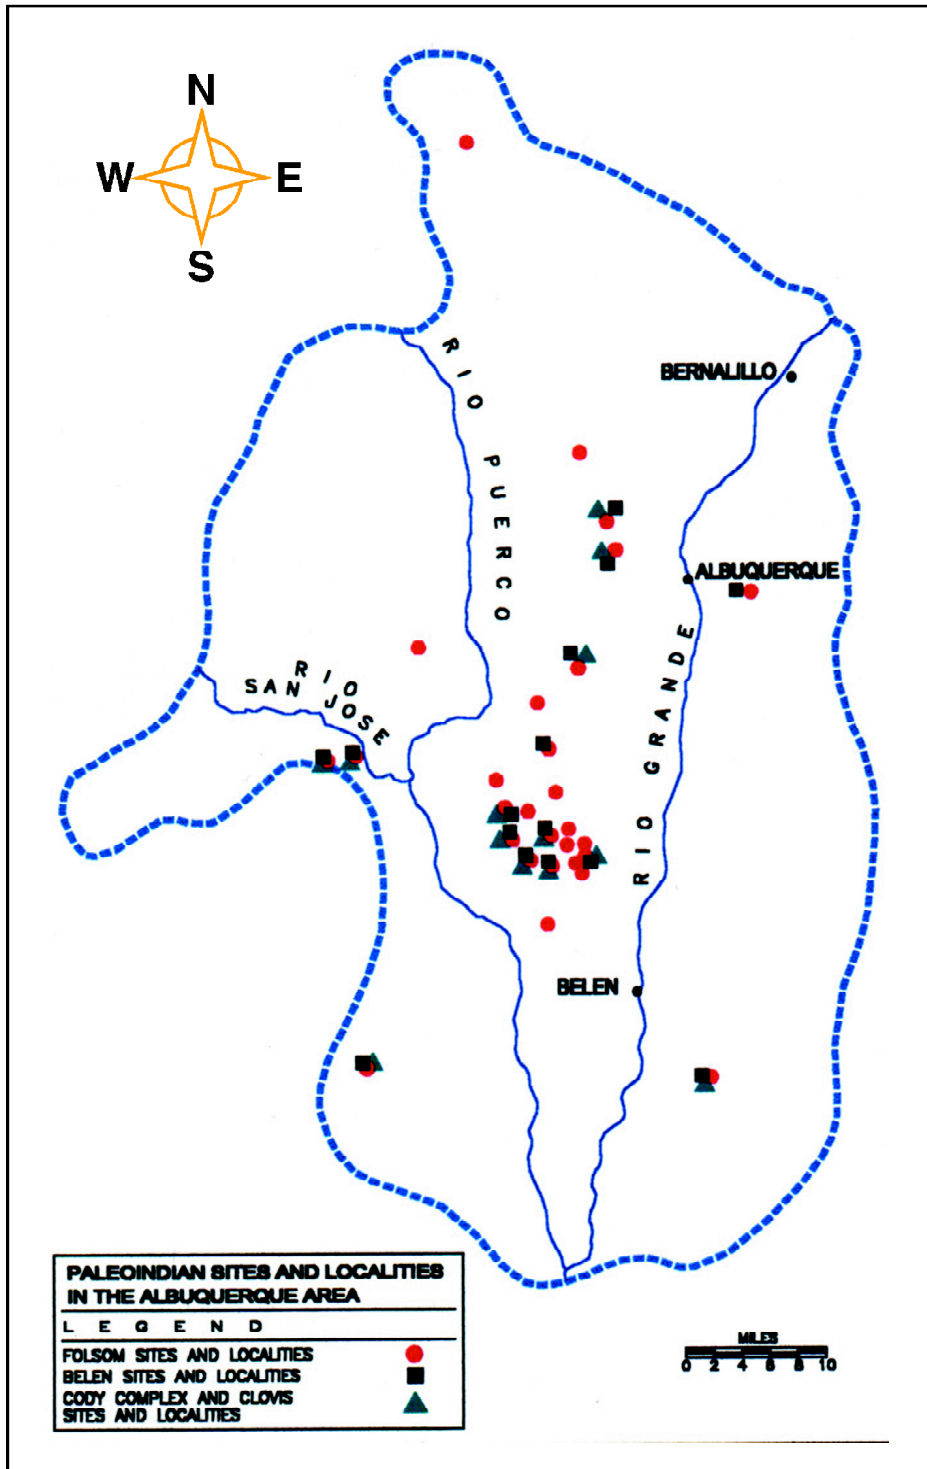 N
W E
S
RIO PUERCO
BERNALILLO
ALBUQUERQUE
RIO
SAN JOSE
RIO GRANDE
BELEN
PALEOINDIAN SITES AND LOCALITIES
IN THE ALBUQUERQUE AREA
LEGEND
FOLSOM SITES AND LOCALITIES
BELEN SITES AND LOCALITIES
CODY COMPLEX AND CLOVIS
SITES AND LOCALITIES
MILES
0 2 4 6 8 10